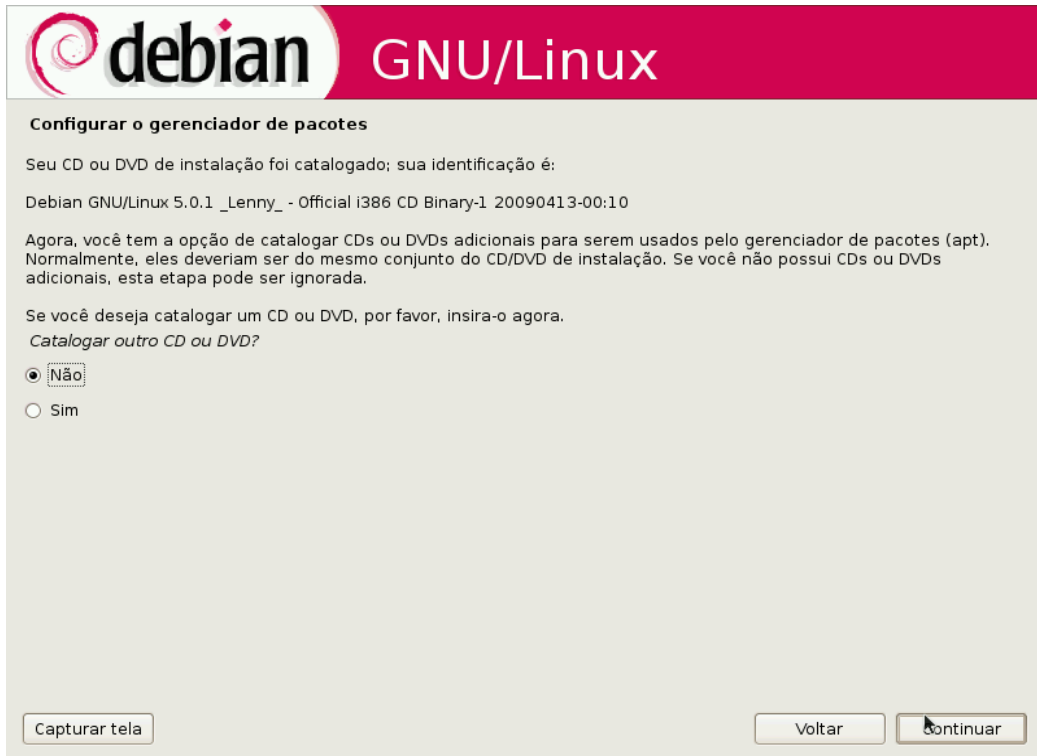 debian GNU/Linux
Configurar o gerenciador de pacotes
Seu CD ou DVD de instalação foi catalogado; sua identificação é:
Debian GNU/Linux 5.0.1 _Lenny_ - Official i386 CD Binary-1 20090413-00:10
Agora, você tem a opção de catalogar CDs ou DVDs adicionais para serem usados pelo gerenciador de pacotes (apt).
Normalmente, eles deveriam ser do mesmo conjunto do CD/DVD de instalação. Se você não possui CDs ou DVDs
adicionais, esta etapa pode ser ignorada.
Se você deseja catalogar um CD ou DVD, por favor, insira-o agora.
Catalogar outro CD ou DVD?
Não
Sim
Capturar tela
Voltar
Continuar